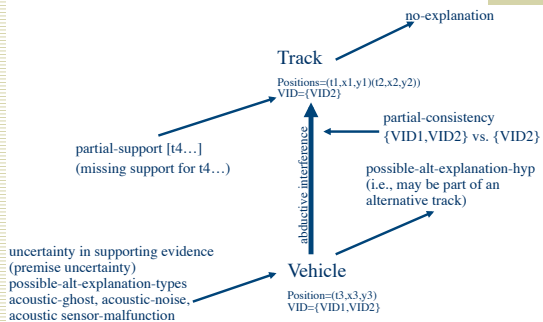 no-explanation
Track
Positions=(t1,x1,y1)(t2,x2,y2))
VID={VID2}
partial-consistency
{VID1,VID2} vs. {VID2}
partial-support [t4…]
(missing support for t4…)
abductive interference
possible-alt-explanation-hyp
(i.e., may be part of an
alternative track)
uncertainty in supporting evidence
(premise uncertainty)
possible-alt-explanation-types
acoustic-ghost, acoustic-noise,
acoustic sensor-malfunction
Vehicle
Position=(t3,x3,y3)
VID={VID1,VID2}